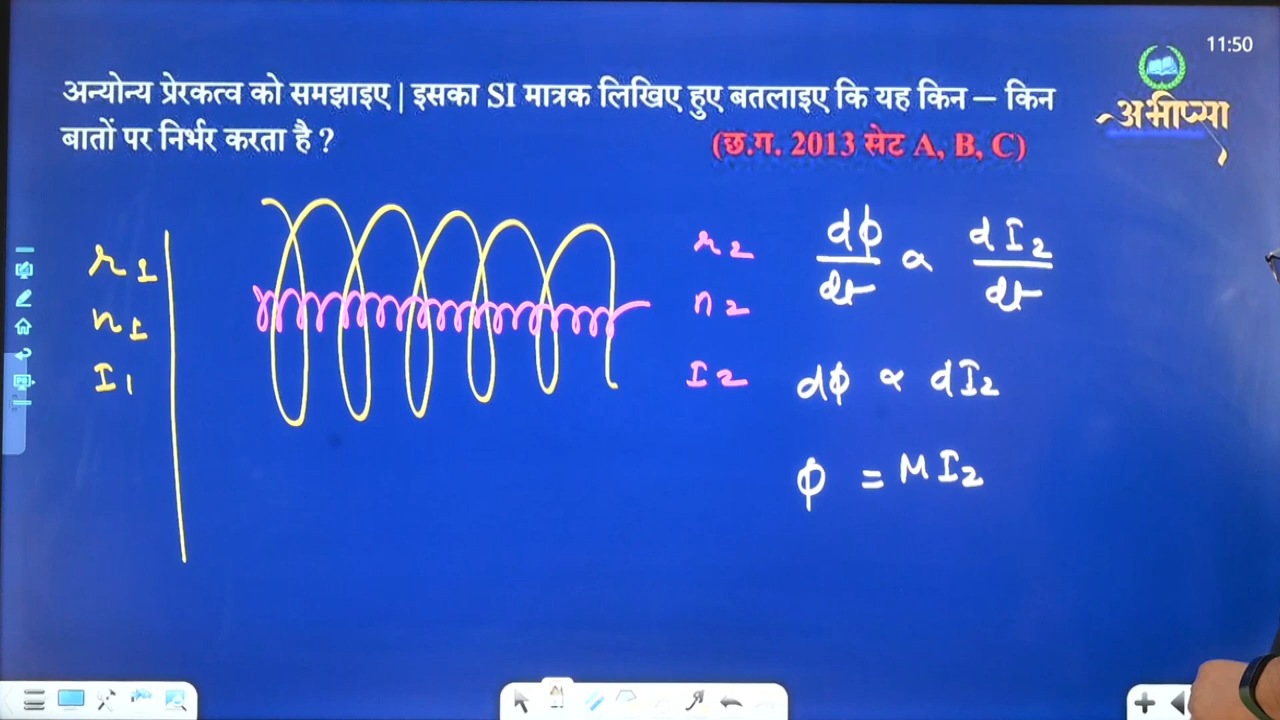 11:50
अन्योन्य प्रेरकत्व को समझाइए | इसका SI मात्रक लिखिए हुए बतलाइए कि यह किन – किन
बातों पर निर्भर करता है ?
(छ.ग. 2013 सेट A, B, C)
अभीप्सा
r1
n1
I1
r2
n2
I2
dϕ/dt ∝ dI2/dt
dϕ ∝ dI2
ϕ = MI2